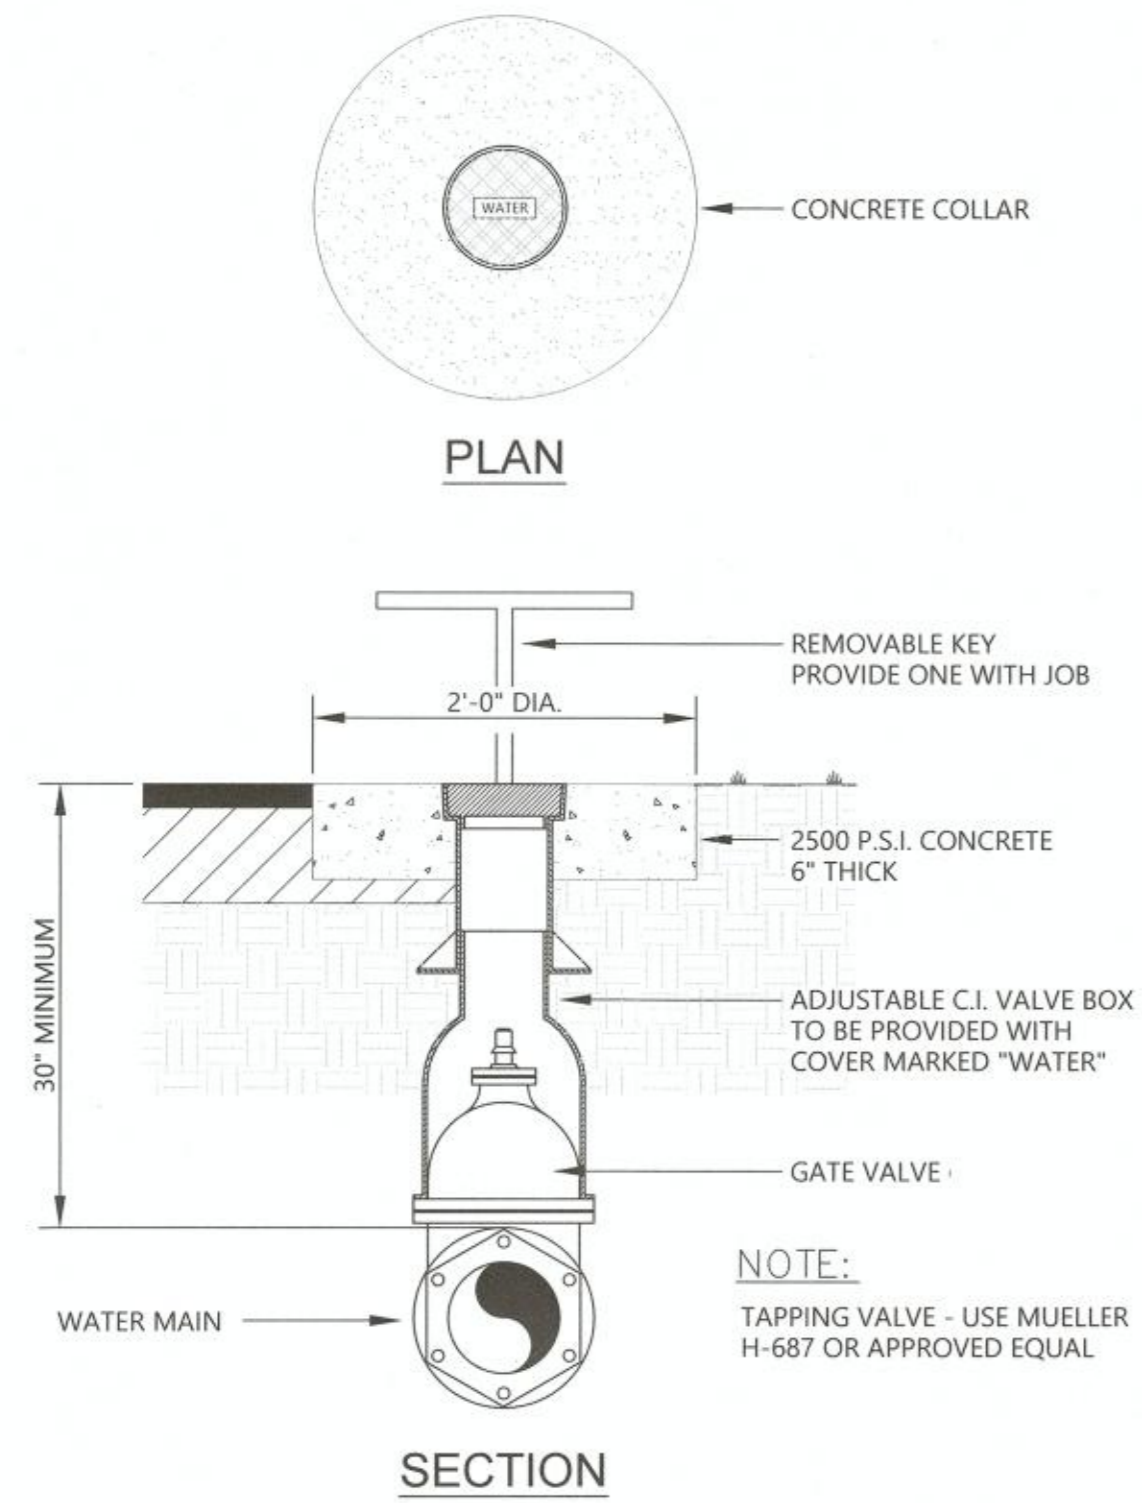 WATER
CONCRETE COLLAR
PLAN
REMOVABLE KEY
PROVIDE ONE WITH JOB
2'-0" DIA.
2500 P.S.I. CONCRETE
6" THICK
30" MINIMUM
ADJUSTABLE C.I. VALVE BOX
TO BE PROVIDED WITH
COVER MARKED "WATER"
GATE VALVE
NOTE:
WATER MAIN
TAPPING VALVE - USE MUELLER
H-687 OR APPROVED EQUAL
SECTION